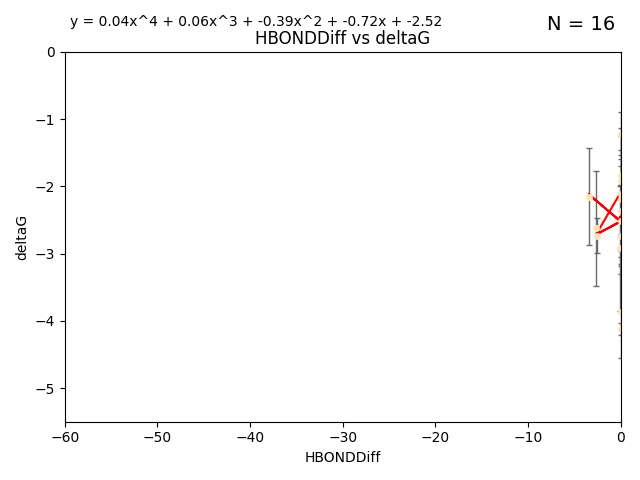 y = 0.04x^4 + 0.06x^3 + -0.39x^2 + -0.72x + -2.52
N = 16
HBONDDiff vs deltaG
0
−1
−2
−3
−4
−5
deltaG
−60 −50 −40 −30 −20 −10 0
HBONDDiff